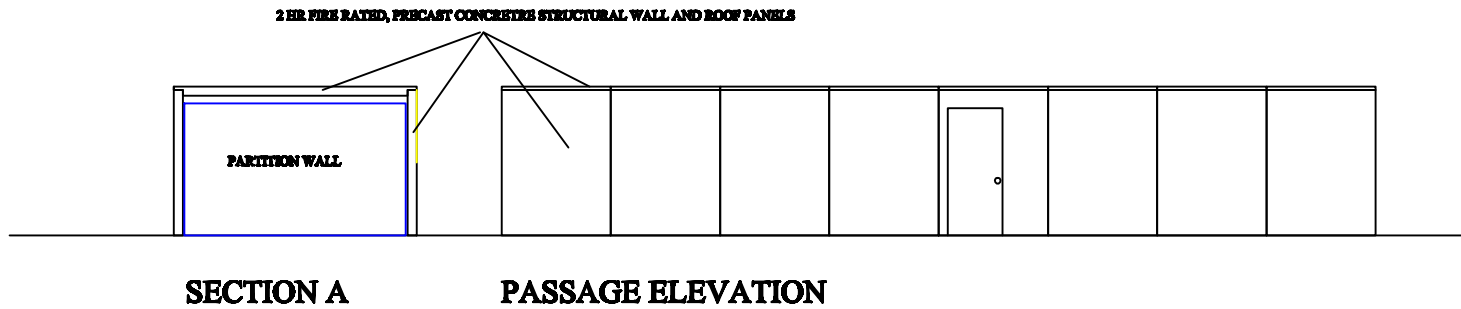 2 HR FIRE RATED, PRECAST CONCRETRE STRUCTURAL WALL AND ROOF PANELS
PARTITION WALL
SECTION A
PASSAGE ELEVATION